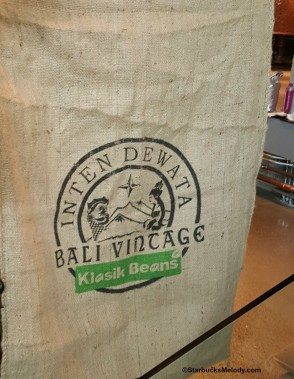 INTEN DEWATA
BALI VINTAGE
Klasik Beans
©StarbucksMelody.com